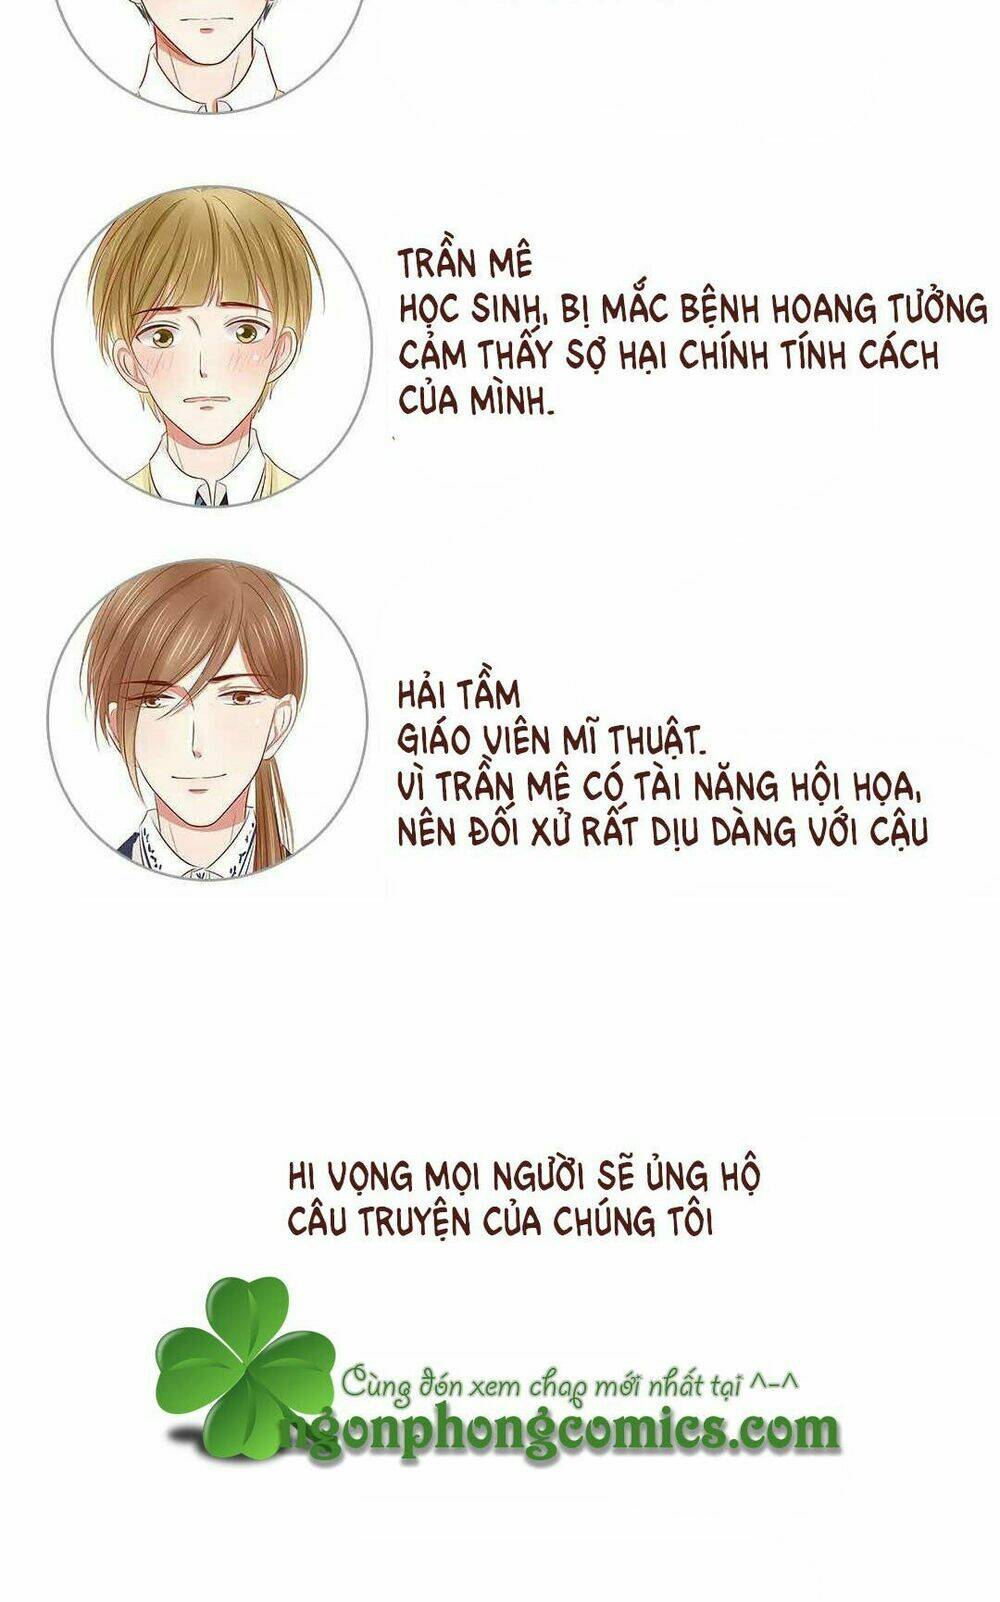 TRẦN MÊ
HỌC SINH, BỊ MẮC BỆNH HOANG TƯỞNG
CẢM THẤY SỢ HẠI CHÍNH TÍNH CÁCH
CỦA MÌNH.
HẢI TẦM
GIÁO VIÊN MĨ THUẬT.
VÌ TRẦN MÊ CÓ TÀI NĂNG HỘI HỌA,
NÊN ĐỐI XỬ RẤT DỊU DÀNG VỚI CẬU
HI VỌNG MỌI NGƯỜI SẼ ỦNG HỘ
CÂU TRUYỆN CỦA CHÚNG TÔI
Cùng đón xem chap mới nhất tại ^-^
ngonphongcomics.com